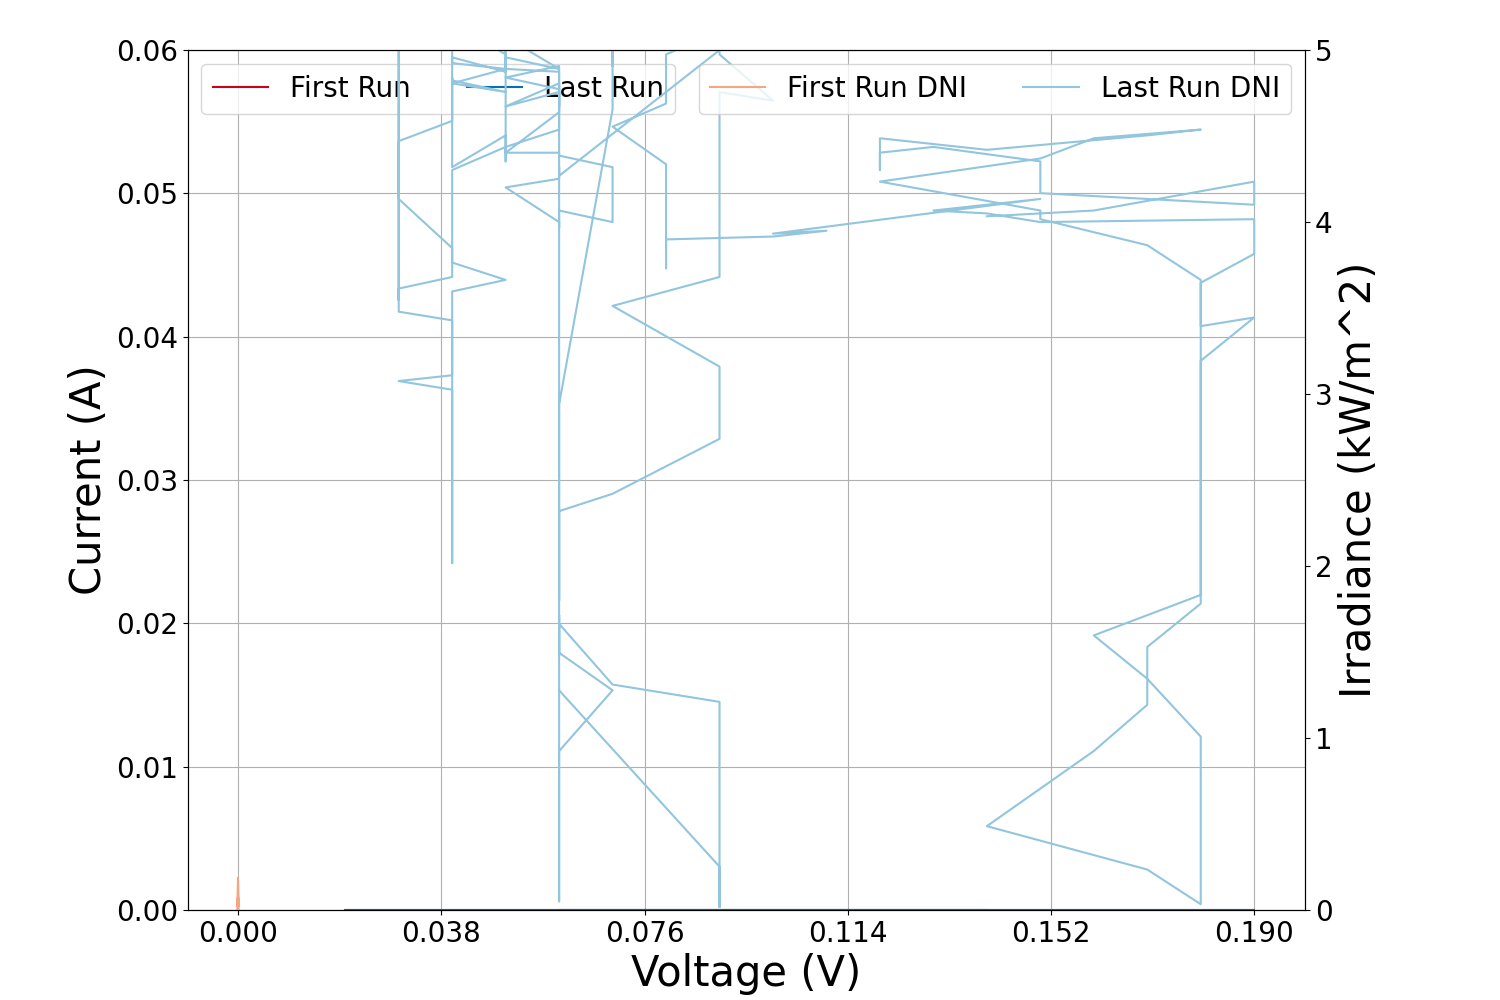 First Run
Last Run
First Run DNI
Last Run DNI
0.06
0.05
0.04
0.03
0.02
0.01
0.00
Current (A)
5
4
3
2
1
0
Irradiance (kW/m^2)
0.000 0.038 0.076 0.114 0.152 0.190
Voltage (V)